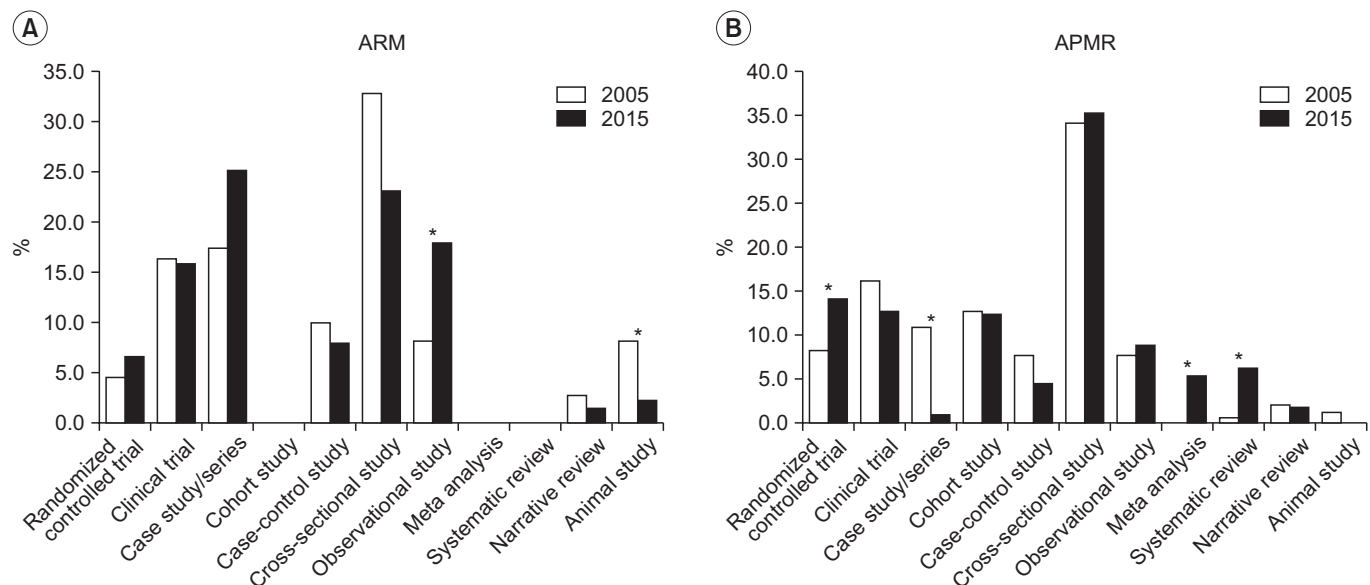 A
ARM
35.0
30.0
25.0
20.0
15.0
10.0
5.0
0.0
%
2005
2015
*
*
Randomized
controlled trial
Clinical trial
Case study/series
Cohort study
Case-control study
Cross-sectional study
Observational study
Meta analysis
Systematic review
Narrative review
Animal study
B
APMR
40.0
35.0
30.0
25.0
20.0
15.0
10.0
5.0
0.0
%
2005
2015
*
*
*
*
Randomized
controlled trial
Clinical trial
Case study/series
Cohort study
Case-control study
Cross-sectional study
Observational study
Meta analysis
Systematic review
Narrative review
Animal study